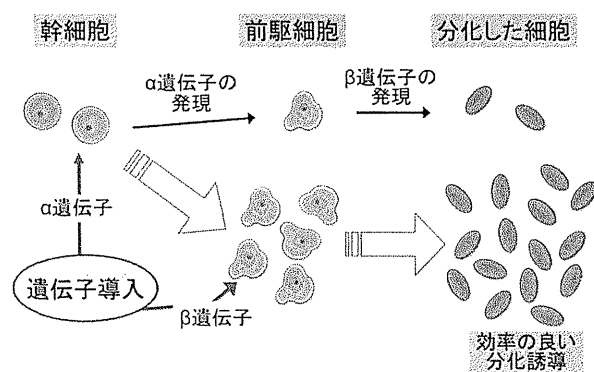 幹細胞
前駆細胞
分化した細胞
α遺伝子の
発現
β遺伝子の
発現
α遺伝子
遺伝子導入
β遺伝子
効率の良い
分化誘導